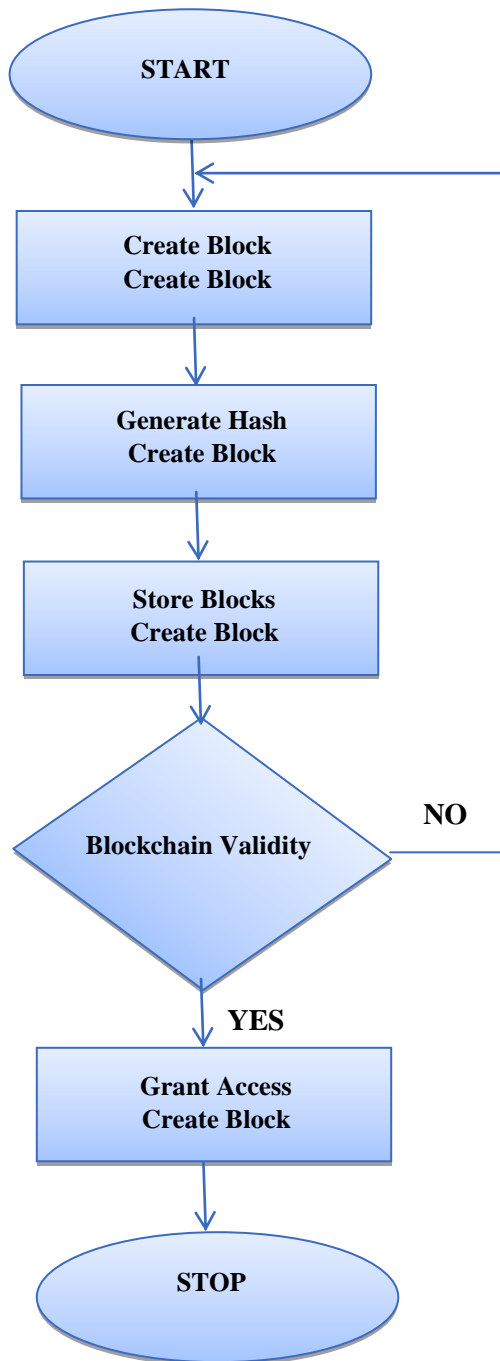 START
Create Block
Create Block
Generate Hash
Create Block
Store Blocks
Create Block
Blockchain Validity
NO
YES
Grant Access
Create Block
STOP